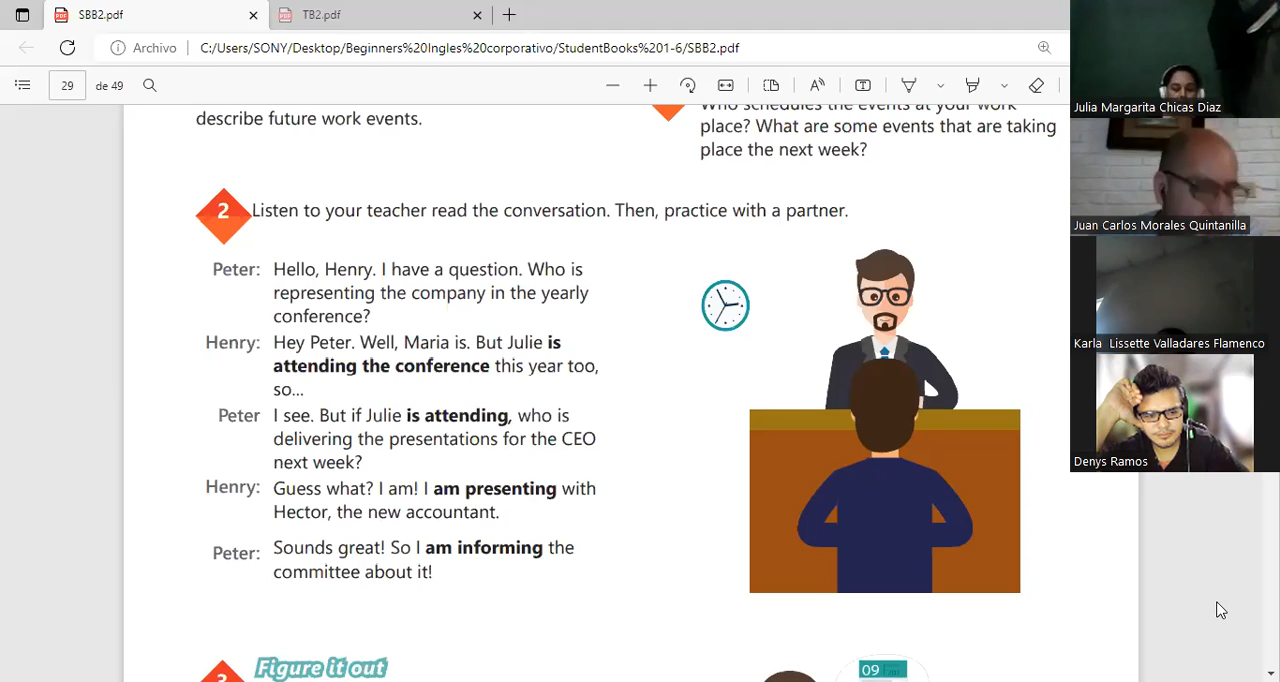 SBB2.pdf
TB2.pdf
Archivo
C:/Users/SONY/Desktop/Beginners%20Ingles%20corporativo/StudentBooks%201-6/SBB2.pdf
29
de 49
describe future work events.
Who schedules the events at your work
place? What are some events that are taking
place the next week?
2
Listen to your teacher read the conversation. Then, practice with a partner.
Peter: Hello, Henry. I have a question. Who is
representing the company in the yearly
conference?
Henry: Hey Peter. Well, Maria is. But Julie is
attending the conference this year too,
so...
Peter I see. But if Julie is attending, who is
delivering the presentations for the CEO
next week?
Henry: Guess what? I am! I am presenting with
Hector, the new accountant.
Peter: Sounds great! So I am informing the
committee about it!
3
Figure it out
09
Julia Margarita Chicas Diaz
Juan Carlos Morales Quintanilla
Karla Lissette Valladares Flamenco
Denys Ramos